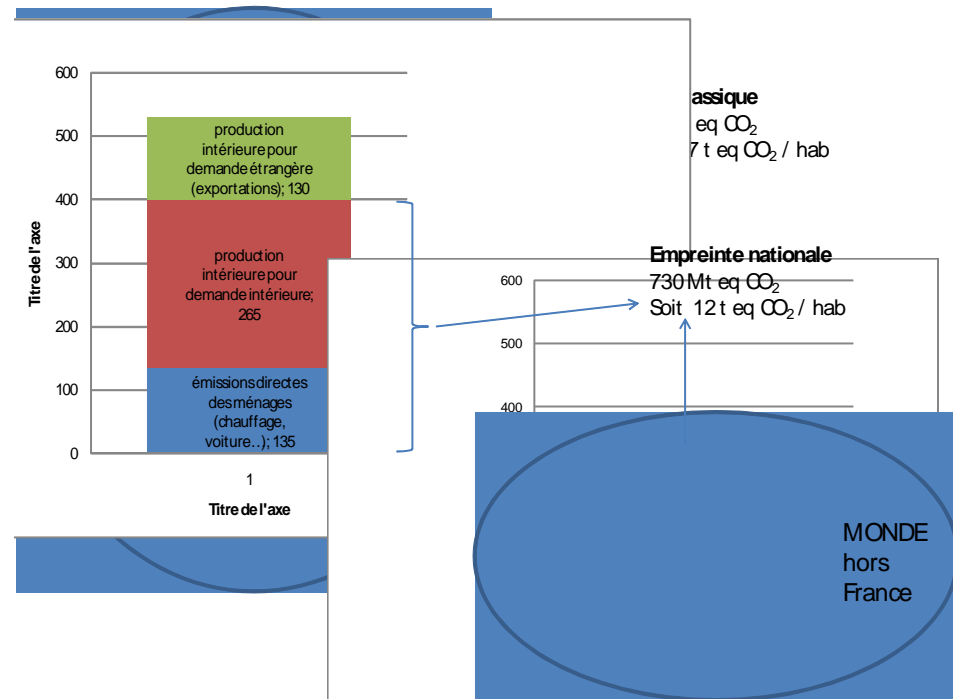 600
500
400
300
200
100
0
Titre de l'axe
production
intérieure pour
demande étrangère
(exportations); 130
production
intérieure pour
demande intérieure;
265
émissions directes
des ménages
(chauffage,
voiture..); 135
1
Titre de l'axe
assique
eq CO₂
7 t eq CO₂ / hab
Empreinte nationale
730 Mt eq CO₂
Soit 12 t eq CO₂ / hab
600
500
400
MONDE
hors
France